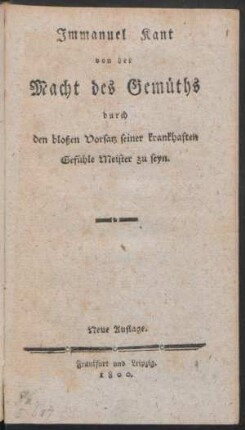 Immanuel Kant
von der
Macht des Gemüths
durch
den bloßen Vorsatz seiner krankhaften
Gefühle Meister zu seyn.
Neue Auflage.
Frankfurt und Leipzig.
1800.